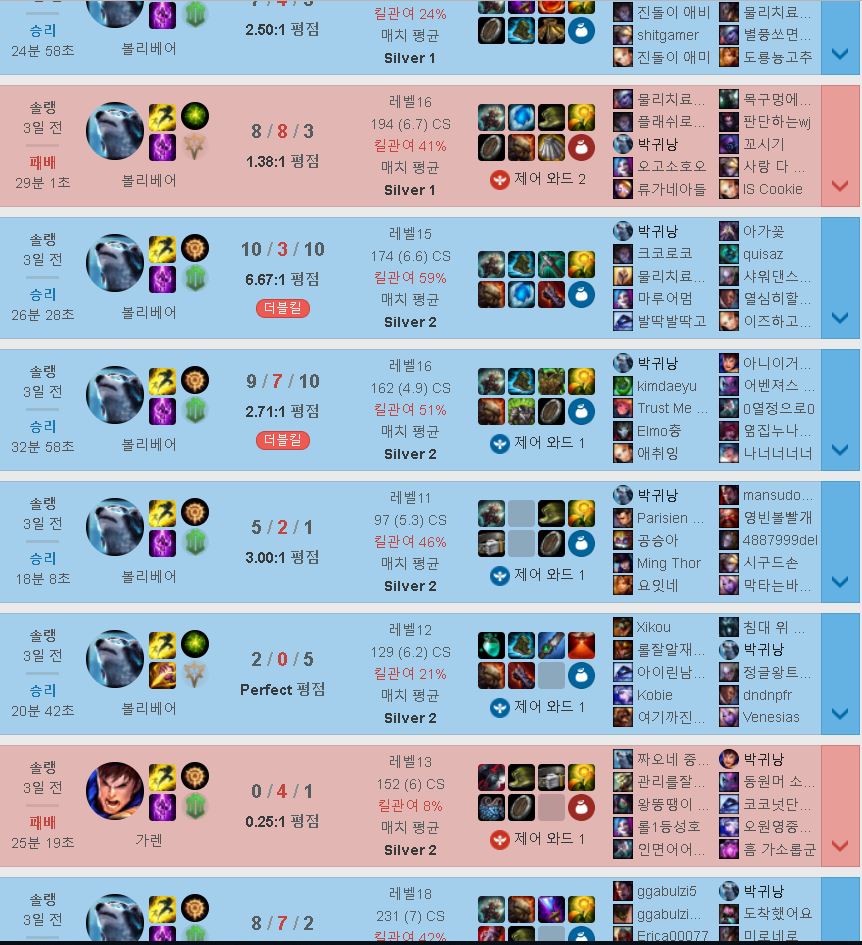 승리
24분 58초
볼리베어
2.50:1 평점
킬관여 24%
매치 평균
Silver 1
진돌이 애비
물리치료...
shitgamer
별풍쏘면...
진돌이 애미
도룡뇽고추
솔랭
3일 전
패배
29분 1초
볼리베어
8 / 8 / 3
1.38:1 평점
레벨16
194 (6.7) CS
킬관여 41%
매치 평균
Silver 1
제어 와드 2
물리치료...
목구멍에...
플래쉬로...
판단하는wj
박귀낭
꼬시기
오고소호오
사랑 다 ...
류가네아들
IS Cookie
솔랭
3일 전
승리
26분 28초
볼리베어
10 / 3 / 10
6.67:1 평점
더블킬
레벨15
174 (6.6) CS
킬관여 59%
매치 평균
Silver 2
박귀낭
아가꽃
크코로코
quisaz
물리치료...
샤워댄스...
마루어멈
열심히할...
발딱발딱고
이즈하고...
솔랭
3일 전
승리
32분 58초
볼리베어
9 / 7 / 10
2.71:1 평점
더블킬
레벨16
162 (4.9) CS
킬관여 51%
매치 평균
Silver 2
제어 와드 1
박귀낭
아니이거...
kimdaeyu
어벤져스 ...
Trust Me ...
0열정으로0
Elmo충
옆집누나...
애취잉
나너너너너
솔랭
3일 전
승리
18분 8초
볼리베어
5 / 2 / 1
3.00:1 평점
레벨11
97 (5.3) CS
킬관여 46%
매치 평균
Silver 2
제어 와드 1
박귀낭
mansudo...
Parisien ...
영빈볼빨개
공승아
4887999del
Ming Thor
시구드손
요잇네
막타는바...
솔랭
3일 전
승리
20분 42초
볼리베어
2 / 0 / 5
Perfect 평점
레벨12
129 (6.2) CS
킬관여 21%
매치 평균
Silver 2
제어 와드 1
Xikou
침대 위 ...
롤잘알재...
박귀낭
아이린남...
정글왕트...
Kobie
dndnpfr
여기까진...
Venesias
솔랭
3일 전
패배
25분 19초
가렌
0 / 4 / 1
0.25:1 평점
레벨13
152 (6) CS
킬관여 8%
매치 평균
Silver 2
제어 와드 1
짜오네 중...
박귀낭
관리를잘...
동원머 소...
왕뚱땡이 ...
코코넛단...
롤1등성호
오원영중...
인면어어...
흠 가소롭군
솔랭
3일 전
8 / 7 / 2
레벨18
231 (7) CS
킬관여 42%
ggabulzi5
박귀낭
ggabulzi...
도착했어요
Erica00077
미로네로